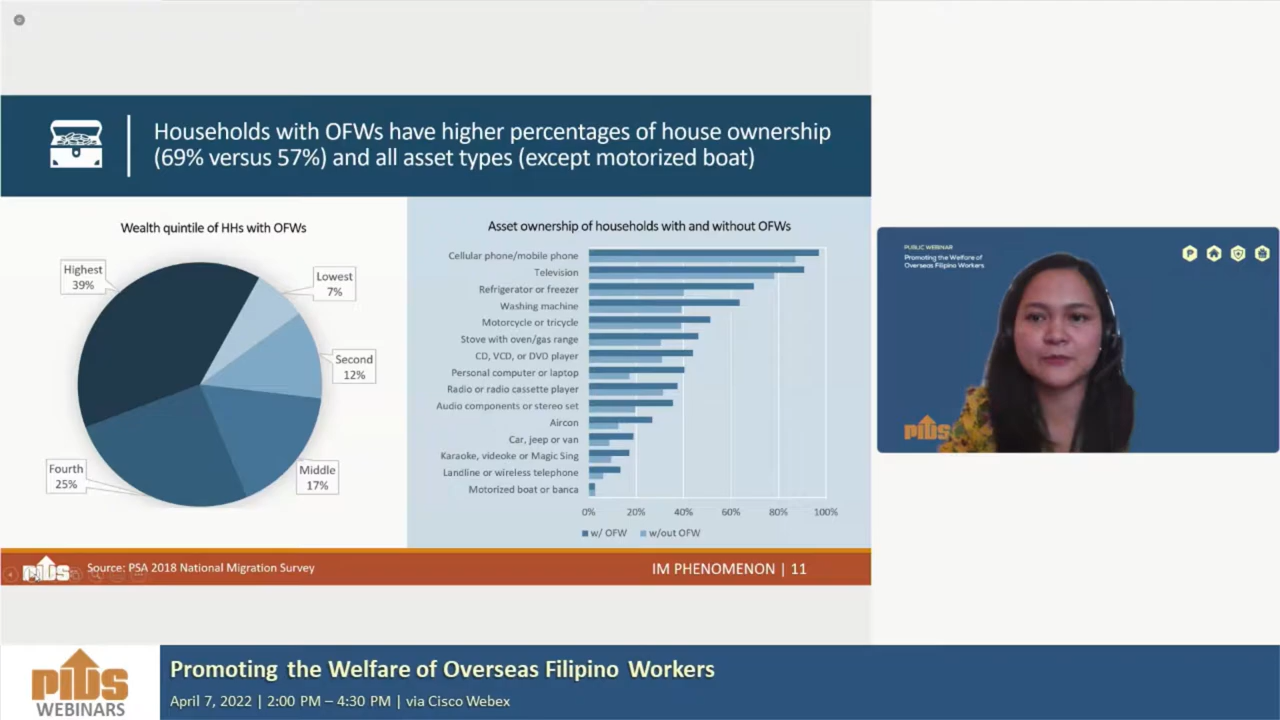 Households with OFWs have higher percentages of house ownership
(69% versus 57%) and all asset types (except motorized boat)
Wealth quintile of HHs with OFWs
Highest
39%
Lowest
7%
Second
12%
Middle
17%
Fourth
25%
Asset ownership of households with and without OFWs
Cellular phone/mobile phone
Television
Refrigerator or freezer
Washing machine
Motorcycle or tricycle
Stove with oven/gas range
CD, VCD, or DVD player
Personal computer or laptop
Radio or radio cassette player
Audio components or stereo set
Aircon
Car, jeep or van
Karaoke, videoke or Magic Sing
Landline or wireless telephone
Motorized boat or banca
0% 20% 40% 60% 80% 100%
w/ OFW w/out OFW
PIDS
Source: PSA 2018 National Migration Survey
IM PHENOMENON | 11
PUBLIC WEBINAR
Promoting the Welfare of
Overseas Filipino Workers
P
PIDS
PIDS
WEBINARS
Promoting the Welfare of Overseas Filipino Workers
April 7, 2022 | 2:00 PM – 4:30 PM | via Cisco Webex